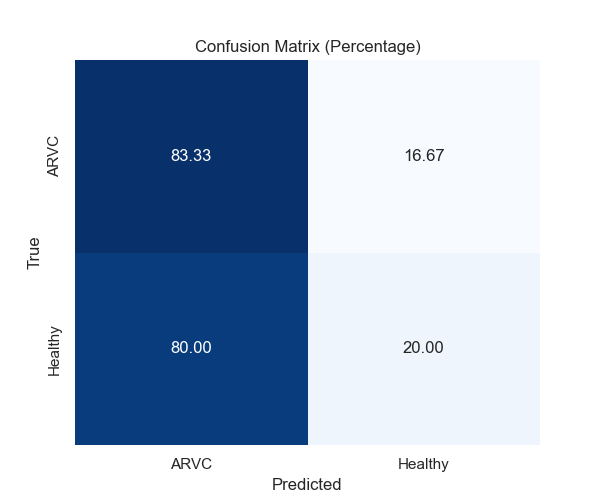 Confusion Matrix (Percentage)
True
ARVC
83.33
16.67
Healthy
80.00
20.00
ARVC
Healthy
Predicted